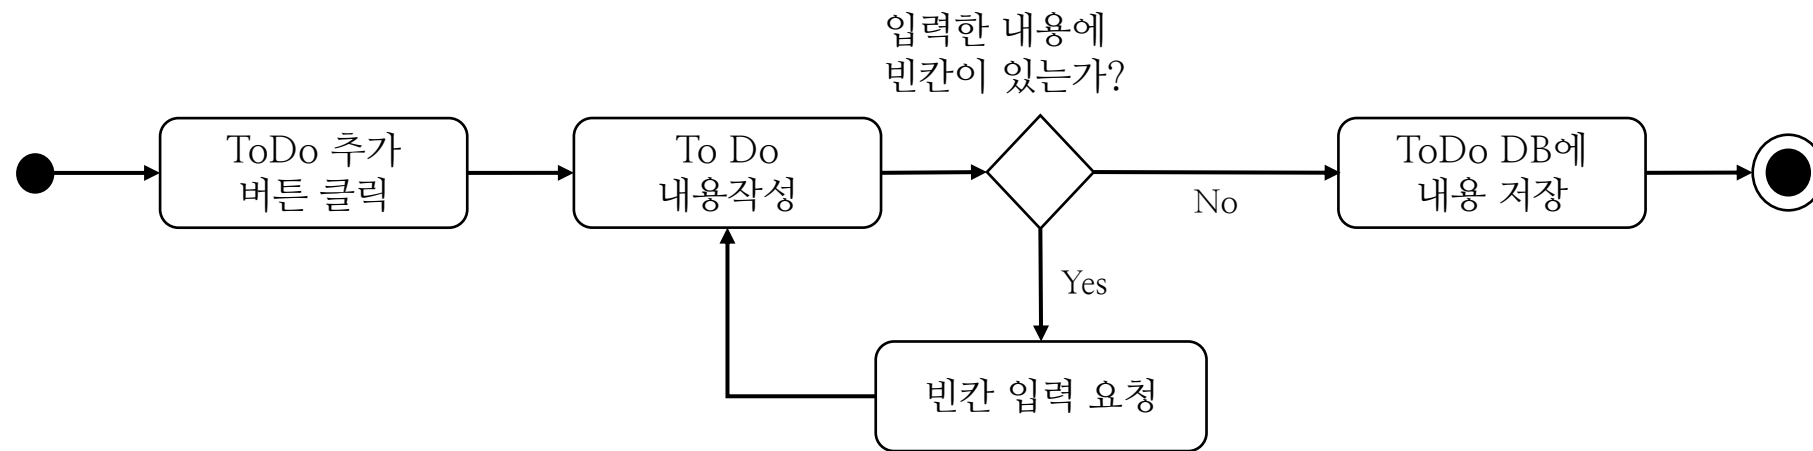 입력한 내용에
빈칸이 있는가?
ToDo 추가
버튼 클릭
To Do
내용작성
No
ToDo DB에
내용 저장
Yes
빈칸 입력 요청